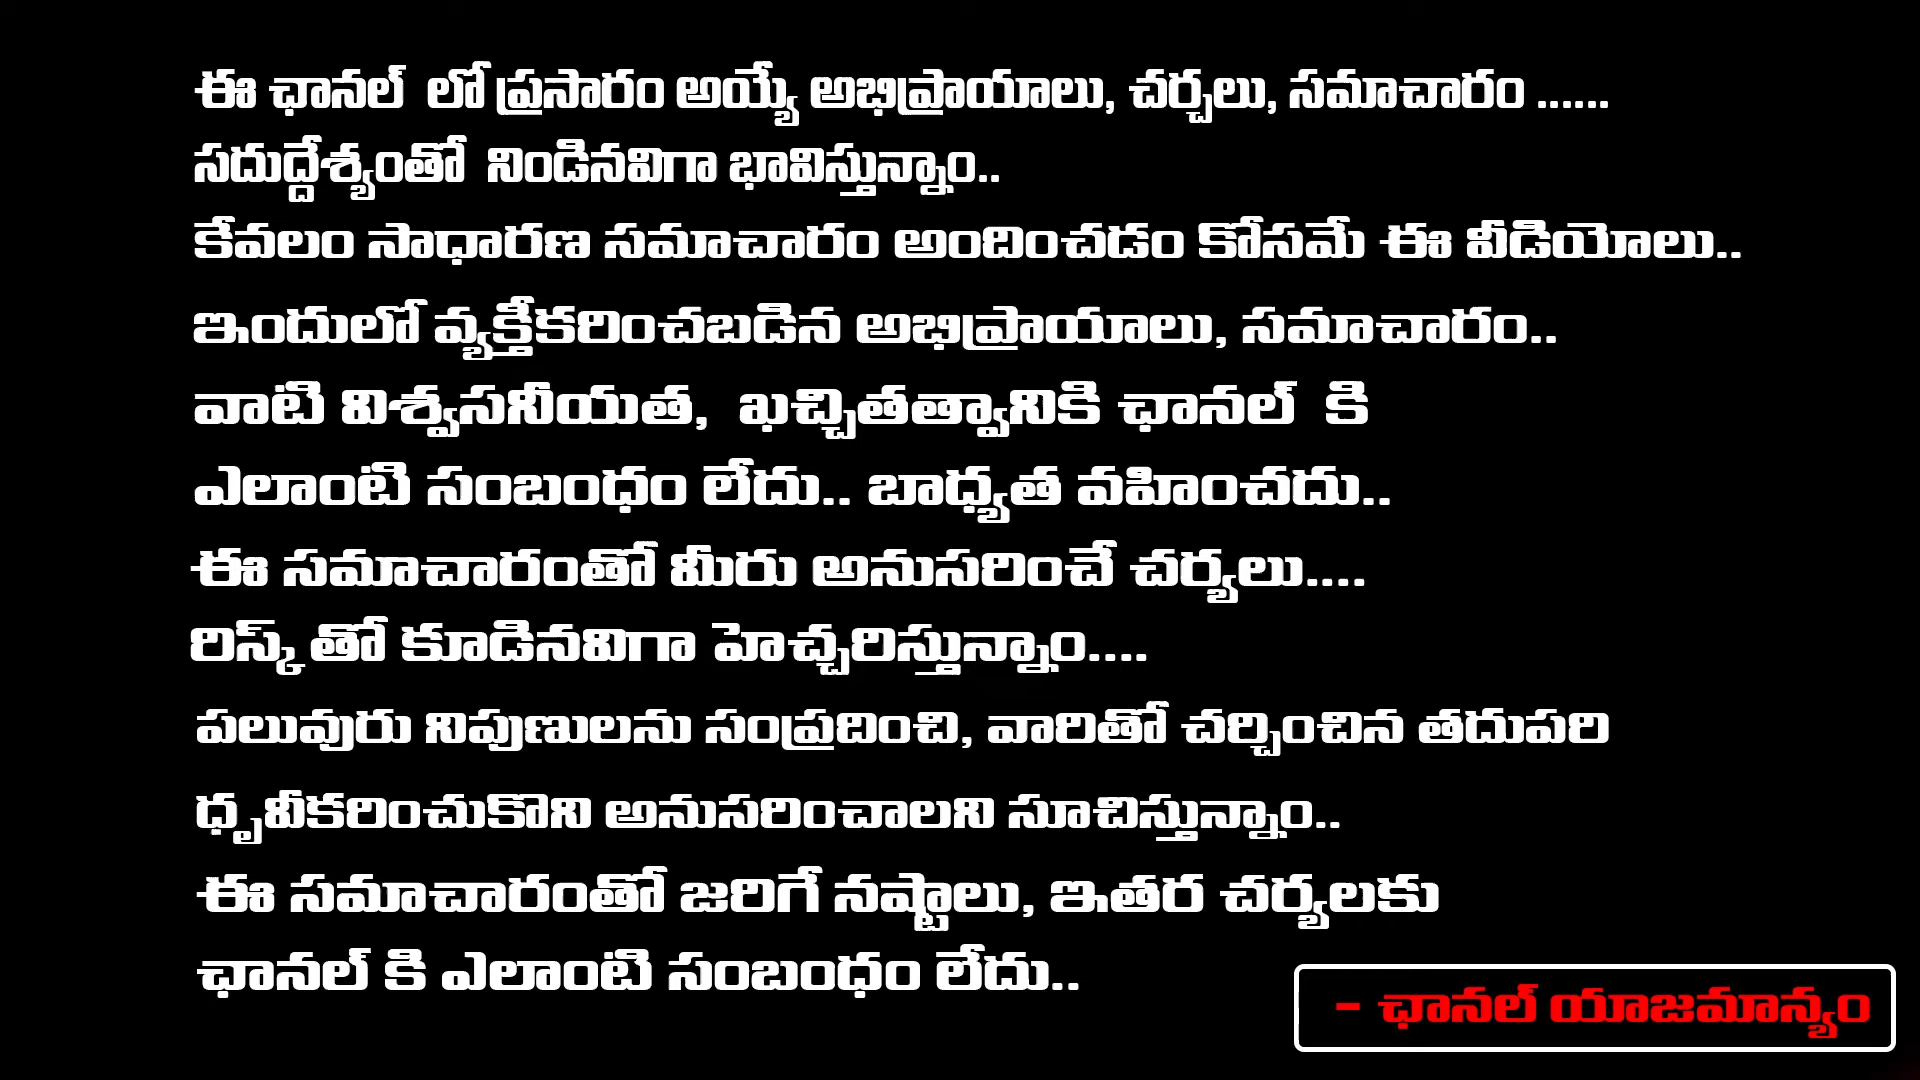 ఈ ఛానల్ లో ప్రసారం అయ్యే అభిప్రాయాలు, చర్చలు, సమాచారం ......
సదుద్దేశ్యంతో నిండినవిగా భావిస్తున్నాం..
కేవలం సాధారణ సమాచారం అందించడం కోసమే ఈ వీడియోలు..
ఇందులో వ్యక్తీకరించబడిన అభిప్రాయాలు, సమాచారం..
వాటి విశ్వసనీయత, ఖచ్చితత్వానికి ఛానల్ కి
ఎలాంటి సంబంధం లేదు.. బాధ్యత వహించదు..
ఈ సమాచారంతో మీరు అనుసరించే చర్యలు....
రిస్క్ తో కూడినవిగా హెచ్చరిస్తున్నాం....
పలువురు నిపుణులను సంప్రదించి, వారితో చర్చించిన తదుపరి
ధృవీకరించుకొని అనుసరించాలని సూచిస్తున్నాం..
ఈ సమాచారంతో జరిగే నష్టాలు, ఇతర చర్యలకు
ఛానల్ కి ఎలాంటి సంబంధం లేదు..
- ఛానల్ యాజమాన్యం